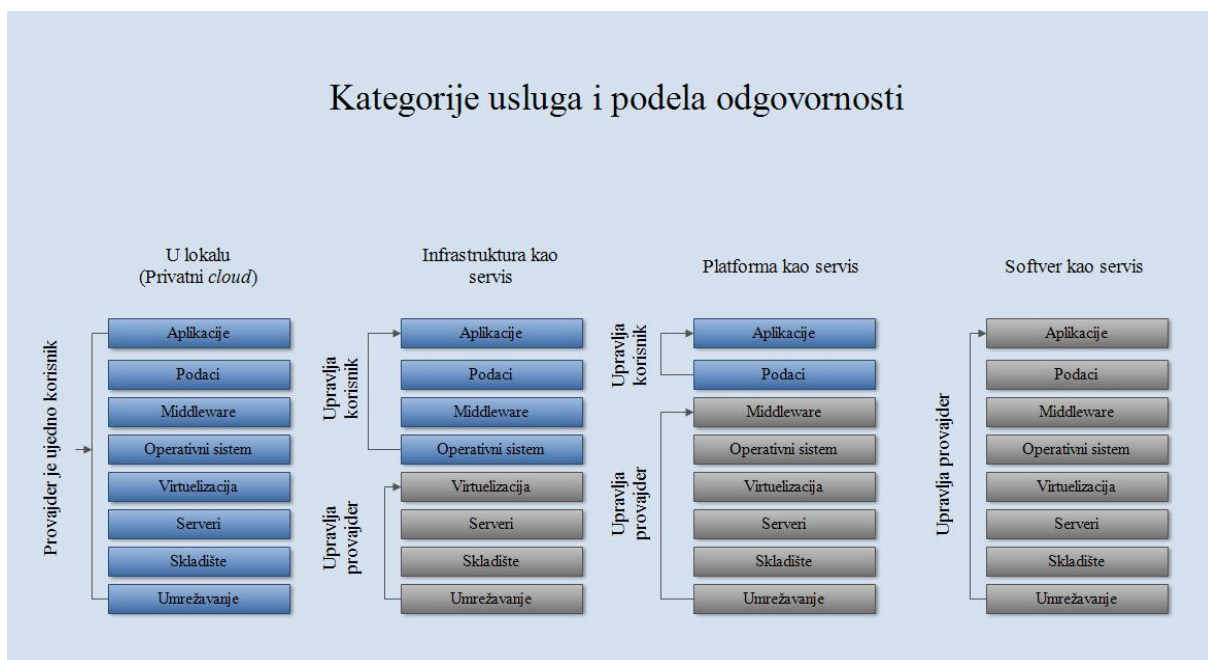 Kategorije usluga i podela odgovornosti
U lokalu
(Privatni cloud)
Provajder je ujedno korisnik
Aplikacije
Podaci
Middleware
Operativni sistem
Virtuelizacija
Serveri
Skladište
Umrežavanje
Infrastruktura kao
servis
Upravlja
korisnik
Upravlja
provajder
Aplikacije
Podaci
Middleware
Operativni sistem
Virtuelizacija
Serveri
Skladište
Umrežavanje
Platforma kao servis
Upravlja
korisnik
Upravlja
provajder
Aplikacije
Podaci
Middleware
Operativni sistem
Virtuelizacija
Serveri
Skladište
Umrežavanje
Softver kao servis
Upravlja provajder
Aplikacije
Podaci
Middleware
Operativni sistem
Virtuelizacija
Serveri
Skladište
Umrežavanje